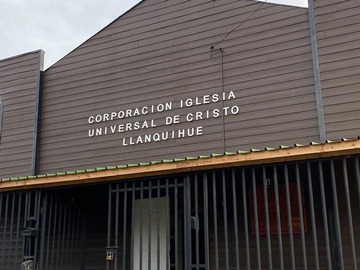 CORPORACION IGLESIA
UNIVERSAL DE CRISTO
LLANQUIHUE